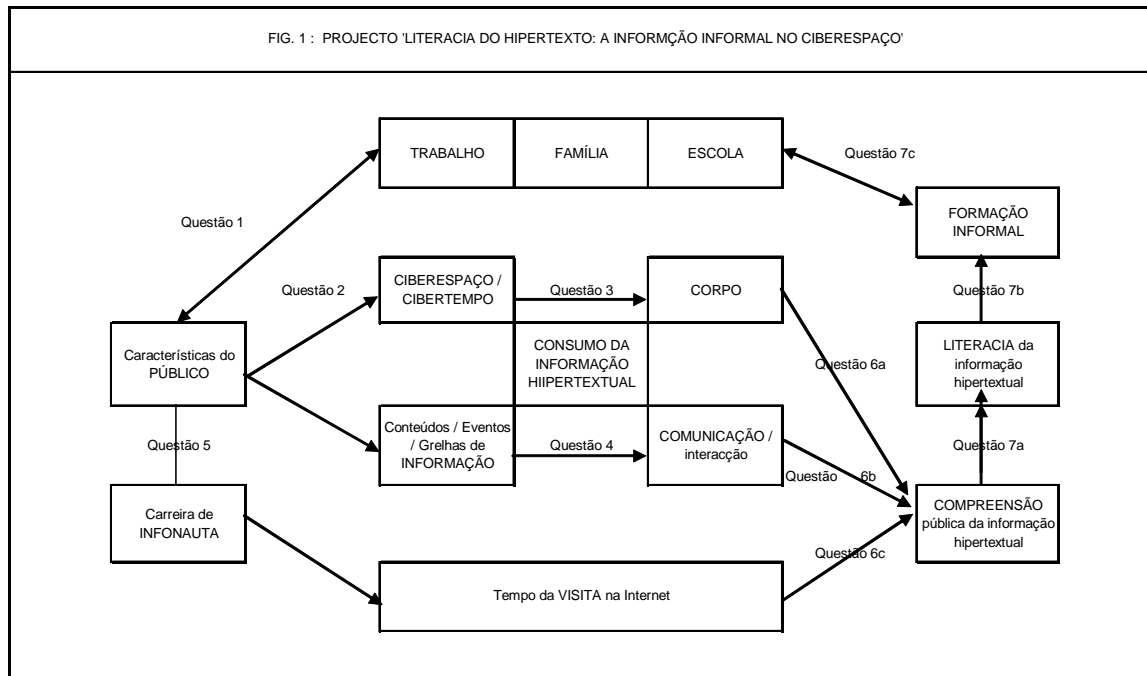 FIG. 1 : PROJECTO 'LITERACIA DO HIPERTEXTO: A INFORMÇÃO INFORMAL NO CIBERESPAÇO'
TRABALHO
FAMÍLIA
ESCOLA
Questão 7c
Questão 1
FORMAÇÃO
INFORMAL
Questão 2
CIBERESPAÇO /
CIBERTEMPO
Questão 3
CORPO
Questão 7b
Características do
PÚBLICO
CONSUMO DA
INFORMAÇÃO
HIIPERTEXTUAL
Questão 6a
LITERACIA da
informação
hipertextual
Questão 5
Conteúdos / Eventos
/ Grelhas de
INFORMAÇÃO
Questão 4
COMUNICAÇÃO /
interacção
Questão 7a
Questão 6b
Carreira de
INFONAUTA
COMPREENSÃO
pública da informação
hipertextual
Questão 6c
Tempo da VISITA na Internet